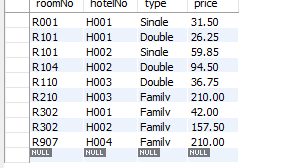 roomNo hotelNo type price
R001 H001 Single 31.50
R101 H001 Double 26.25
R101 H002 Single 59.85
R104 H002 Double 94.50
R110 H003 Double 36.75
R210 H003 Family 210.00
R302 H001 Family 42.00
R302 H002 Family 157.50
R907 H004 Family 210.00
NULL NULL NULL NULL